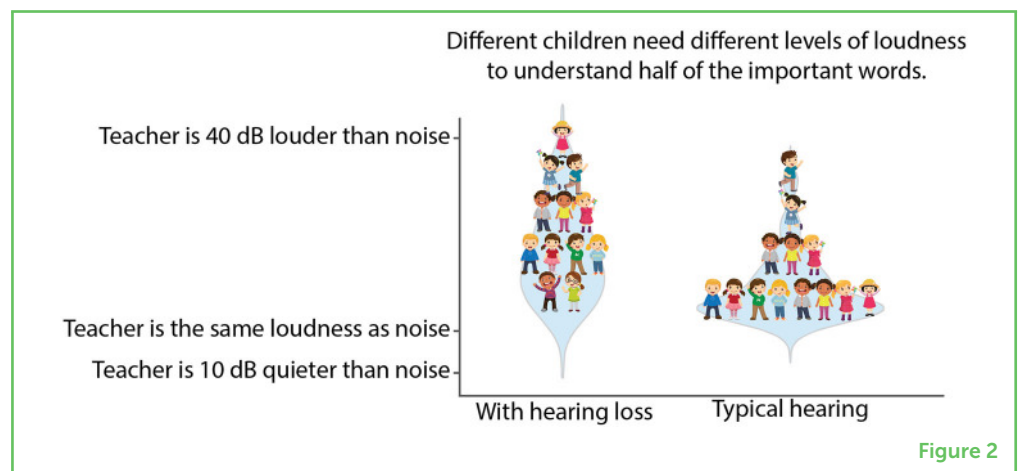 Different children need different levels of loudness
to understand half of the important words.
Teacher is 40 dB louder than noise
Teacher is the same loudness as noise
Teacher is 10 dB quieter than noise
With hearing loss
Typical hearing
Figure 2